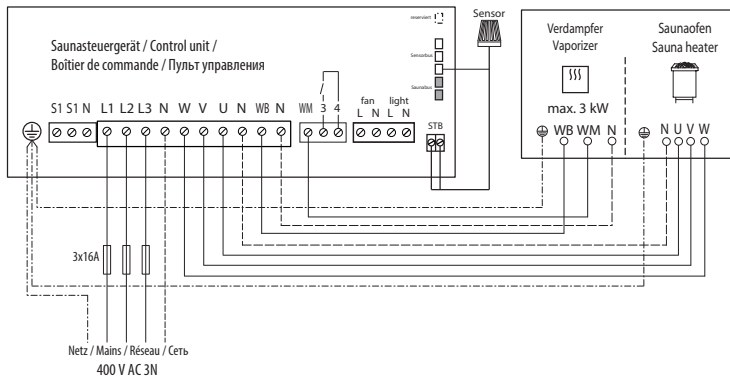 reserviert
Sensor
Saunasteuergerät / Control unit /
Boîtier de commande / Пульт управления
Sensorbus
Saunabus
Verdampfer
Vaporizer
max. 3 kW
Saunaofen
Sauna heater
S1 S1 N L1 L2 L3 N W V U N WB N WM 3 4
fan light
L N L N
STB
WB WM N
N U V W
3x16A
Netz / Mains / Réseau / Сеть
400 V AC 3N